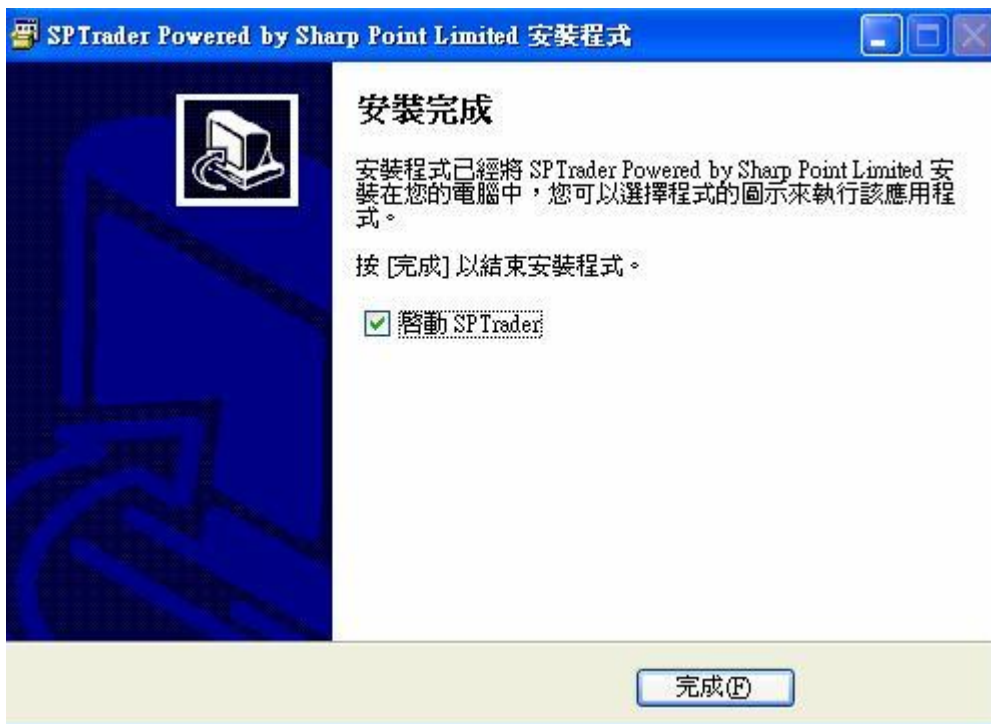 SPTrader Powered by Sharp Point Limited 安裝程式
安裝完成
安裝程式已經將 SPTrader Powered by Sharp Point Limited 安
裝在您的電腦中，您可以選擇程式的圖示來執行該應用程
式。
按 [完成] 以結束安裝程式。
啓動 SPTrader
完成(F)